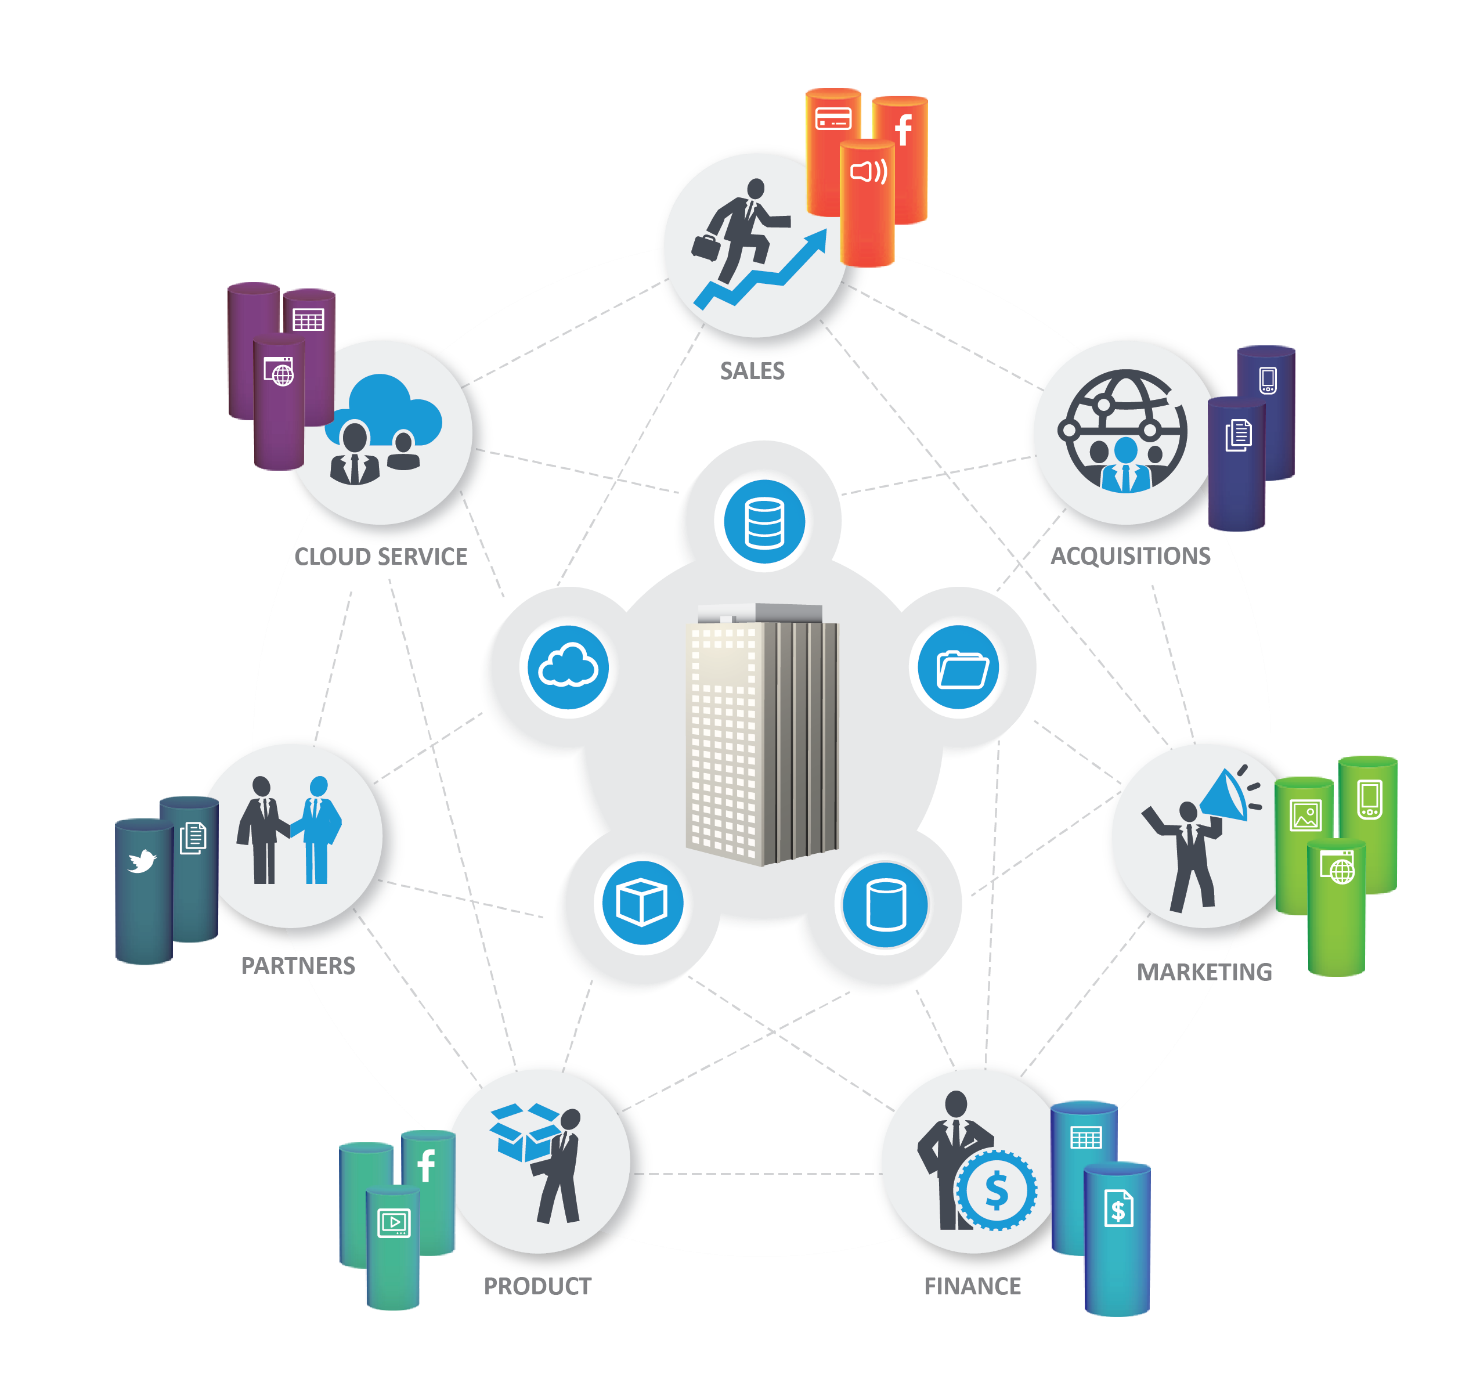 SALES
CLOUD SERVICE
ACQUISITIONS
PARTNERS
MARKETING
PRODUCT
$
$
FINANCE